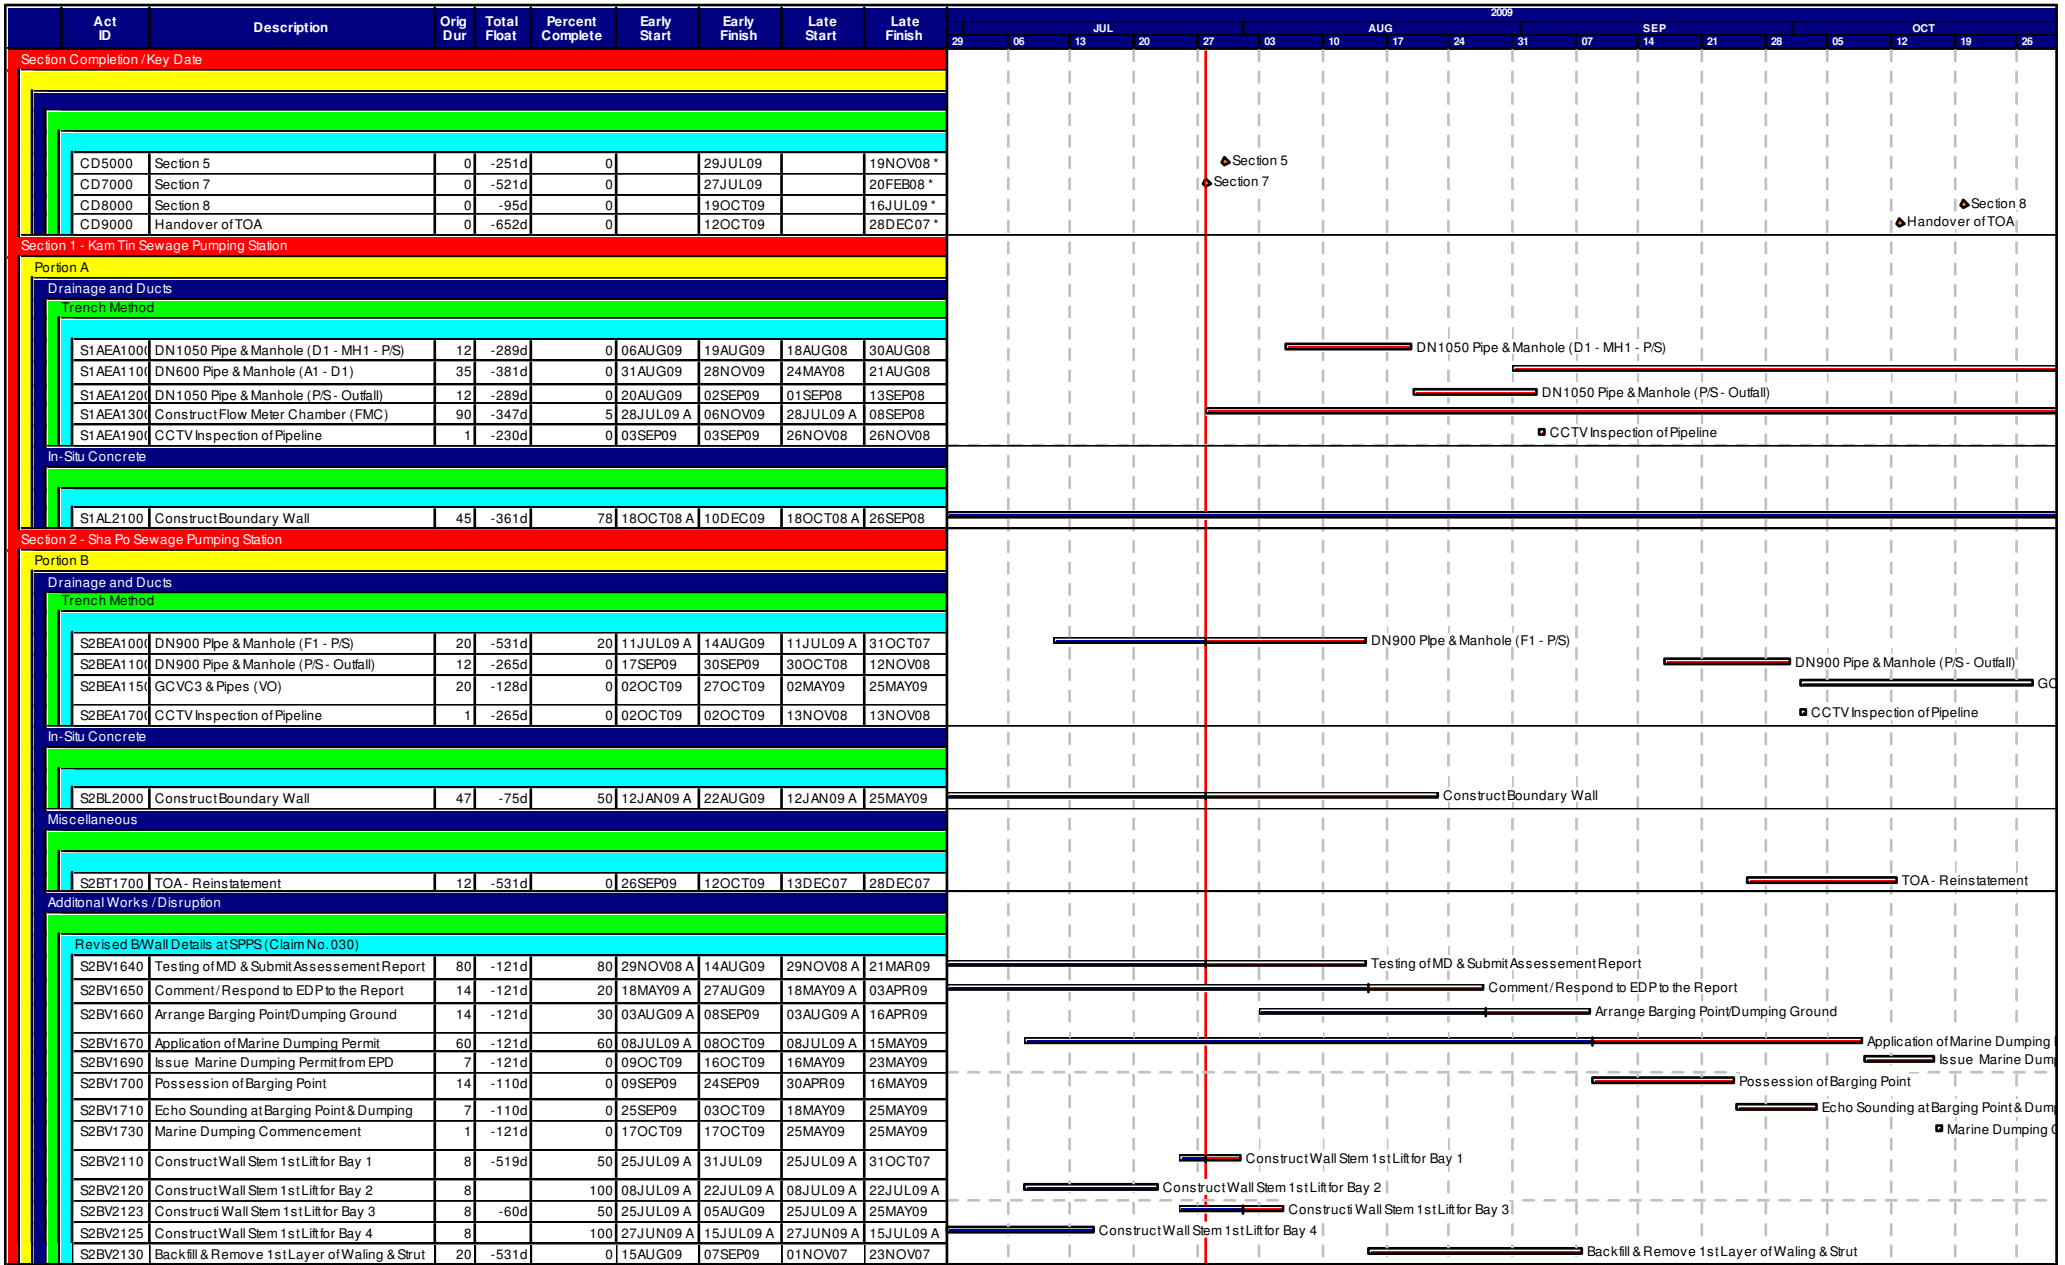 Act ID Description Orig Dur Total Float Percent Complete Early Start Early Finish Late Start Late Finish
2009
JUL AUG SEP OCT
29 06 13 20 27 03 10 17 24 31 07 14 21 28 05 12 19 26
Section Completion / Key Date
CD5000 Section 5 0 -251d 0 29JUL09 19NOV08 * Section 5
CD7000 Section 7 0 -521d 0 27JUL09 20FEB08 * Section 7
CD8000 Section 8 0 -95d 0 19OCT09 16JUL09 * Section 8
CD9000 Handover of TOA 0 -652d 0 12OCT09 28DEC07 * Handover of TOA
Section 1 - Kam Tin Sewage Pumping Station
Portion A
Drainage and Ducts
Trench Method
S1AEA100( DN1050 Pipe & Manhole (D1 - MH1 - P/S) 12 -289d 0 06AUG09 19AUG09 18AUG08 30AUG08 DN1050 Pipe & Manhole (D1 - MH1 - P/S)
S1AEA110( DN600 Pipe & Manhole (A1 - D1) 35 -381d 0 31AUG09 28NOV09 24MAY08 21AUG08
S1AEA120( DN1050 Pipe & Manhole (P/S - Outfall) 12 -289d 0 20AUG09 02SEP09 01SEP08 13SEP08 DN1050 Pipe & Manhole (P/S - Outfall)
S1AEA130( Construct Flow Meter Chamber (FMC) 90 -347d 5 28JUL09 A 06NOV09 28JUL09 A 08SEP08
S1AEA190( CCTV Inspection of Pipeline 1 -230d 0 03SEP09 03SEP09 26NOV08 26NOV08 CCTV Inspection of Pipeline
In-Situ Concrete
S1AL2100 Construct Boundary Wall 45 -361d 78 18OCT08 A 10DEC09 18OCT08 A 26SEP08
Section 2 - Sha Po Sewage Pumping Station
Portion B
Drainage and Ducts
Trench Method
S2BEA100( DN900 PIpe & Manhole (F1 - P/S) 20 -531d 20 11JUL09 A 14AUG09 11JUL09 A 31OCT07 DN900 PIpe & Manhole (F1 - P/S)
S2BEA110( DN900 Pipe & Manhole (P/S - Outfall) 12 -265d 0 17SEP09 30SEP09 30OCT08 12NOV08 DN900 Pipe & Manhole (P/S - Outfall)
S2BEA115( GCVC3 & Pipes (VO) 20 -128d 0 02OCT09 27OCT09 02MAY09 25MAY09 GC
S2BEA170( CCTV Inspection of Pipeline 1 -265d 0 02OCT09 02OCT09 13NOV08 13NOV08 CCTV Inspection of Pipeline
In-Situ Concrete
S2BL2000 Construct Boundary Wall 47 -75d 50 12JAN09 A 22AUG09 12JAN09 A 25MAY09 Construct Boundary Wall
Miscellaneous
S2BT1700 TOA - Reinstatement 12 -531d 0 26SEP09 12OCT09 13DEC07 28DEC07 TOA - Reinstatement
Additonal Works / Disruption
Revised B/Wall Details at SPPS (Claim No. 030)
S2BV1640 Testing of MD & Submit Assessement Report 80 -121d 80 29NOV08 A 14AUG09 29NOV08 A 21MAR09 Testing of MD & Submit Assessement Report
S2BV1650 Comment / Respond to EDP to the Report 14 -121d 20 18MAY09 A 27AUG09 18MAY09 A 03APR09 Comment / Respond to EDP to the Report
S2BV1660 Arrange Barging Point/Dumping Ground 14 -121d 30 03AUG09 A 08SEP09 03AUG09 A 16APR09 Arrange Barging Point/Dumping Ground
S2BV1670 Application of Marine Dumping Permit 60 -121d 60 08JUL09 A 08OCT09 08JUL09 A 15MAY09 Application of Marine Dumping
S2BV1690 Issue Marine Dumping Permit from EPD 7 -121d 0 09OCT09 16OCT09 16MAY09 23MAY09 Issue Marine Dump
S2BV1700 Possession of Barging Point 14 -110d 0 09SEP09 24SEP09 30APR09 16MAY09 Possession of Barging Point
S2BV1710 Echo Sounding at Barging Point & Dumping 7 -110d 0 25SEP09 03OCT09 18MAY09 25MAY09 Echo Sounding at Barging Point & Dump
S2BV1730 Marine Dumping Commencement 1 -121d 0 17OCT09 17OCT09 25MAY09 25MAY09 Marine Dumping C
S2BV2110 Construct Wall Stem 1st Lift for Bay 1 8 -519d 50 25JUL09 A 31JUL09 25JUL09 A 31OCT07 Construct Wall Stem 1st Lift for Bay 1
S2BV2120 Construct Wall Stem 1st Lift for Bay 2 8 100 08JUL09 A 22JUL09 A 08JUL09 A 22JUL09 A Construct Wall Stem 1st Lift for Bay 2
S2BV2123 Constructi Wall Stem 1st Lift for Bay 3 8 -60d 50 25JUL09 A 05AUG09 25JUL09 A 25MAY09 Constructi Wall Stem 1st Lift for Bay 3
S2BV2125 Construct Wall Stem 1st Lift for Bay 4 8 100 27JUN09 A 15JUL09 A 27JUN09 A 15JUL09 A Construct Wall Stem 1st Lift for Bay 4
S2BV2130 Backfill & Remove 1st Layer of Waling & Strut 20 -531d 0 15AUG09 07SEP09 01NOV07 23NOV07 Backfill & Remove 1st Layer of Waling & Strut